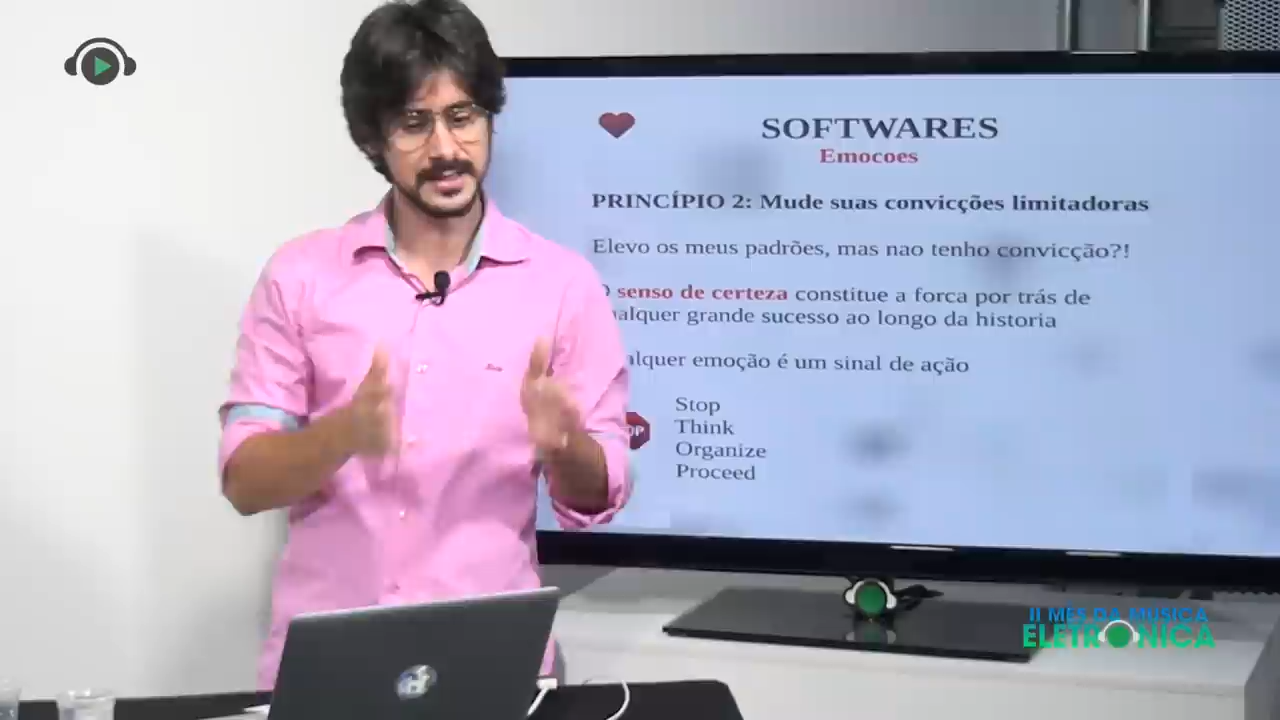 SOFTWARES
Emocoes
PRINCÍPIO 2: Mude suas convicções limitadoras
Elevo os meus padrões, mas nao tenho convicção?!
O senso de certeza constitue a forca por trás de
qualquer grande sucesso ao longo da historia
qualquer emoção é um sinal de ação
Stop
Think
Organize
Proceed
II MÊS DA MÚSICA
ELETRÔNICA